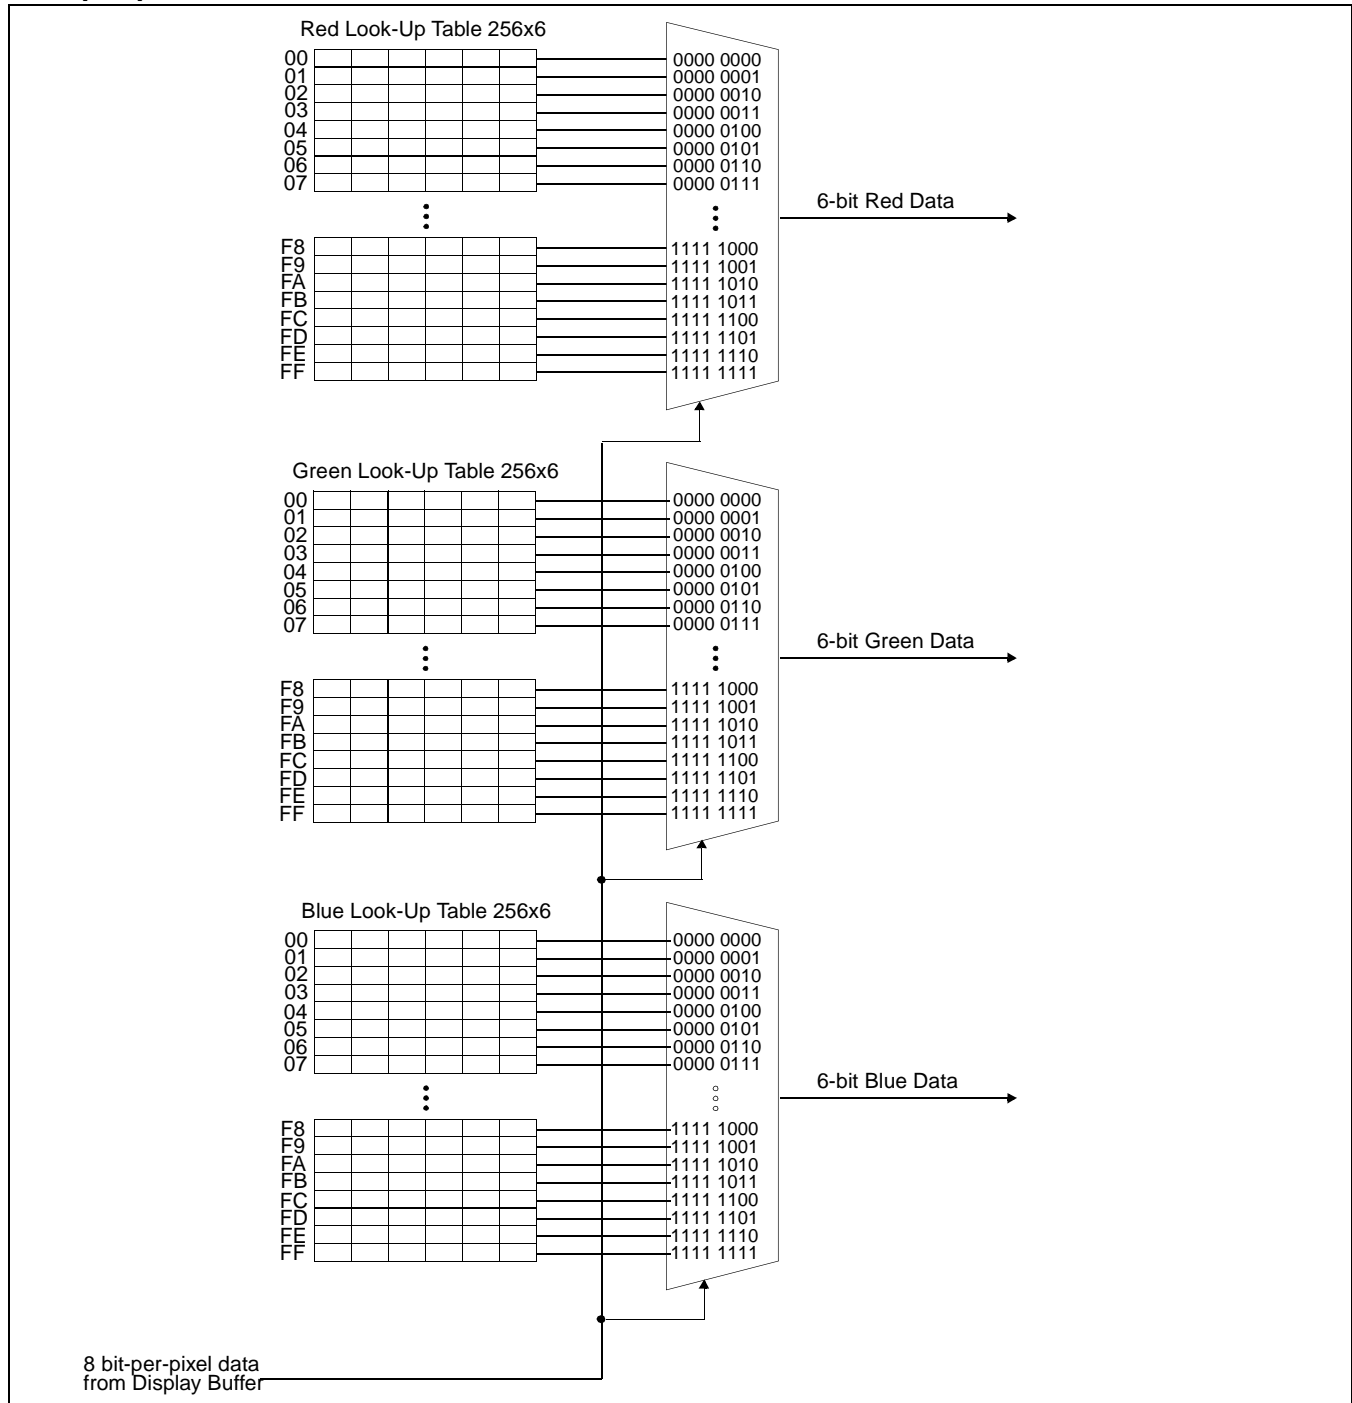 Red Look-Up Table 256x6
00 0000 0000
01 0000 0001
02 0000 0010
03 0000 0011
04 0000 0100
05 0000 0101
06 0000 0110
07 0000 0111
6-bit Red Data
F8 1111 1000
F9 1111 1001
FA 1111 1010
FB 1111 1011
FC 1111 1100
FD 1111 1101
FE 1111 1110
FF 1111 1111
Green Look-Up Table 256x6
00 0000 0000
01 0000 0001
02 0000 0010
03 0000 0011
04 0000 0100
05 0000 0101
06 0000 0110
07 0000 0111
6-bit Green Data
F8 1111 1000
F9 1111 1001
FA 1111 1010
FB 1111 1011
FC 1111 1100
FD 1111 1101
FE 1111 1110
FF 1111 1111
Blue Look-Up Table 256x6
00 0000 0000
01 0000 0001
02 0000 0010
03 0000 0011
04 0000 0100
05 0000 0101
06 0000 0110
07 0000 0111
6-bit Blue Data
F8 1111 1000
F9 1111 1001
FA 1111 1010
FB 1111 1011
FC 1111 1100
FD 1111 1101
FE 1111 1110
FF 1111 1111
8 bit-per-pixel data
from Display Buffer